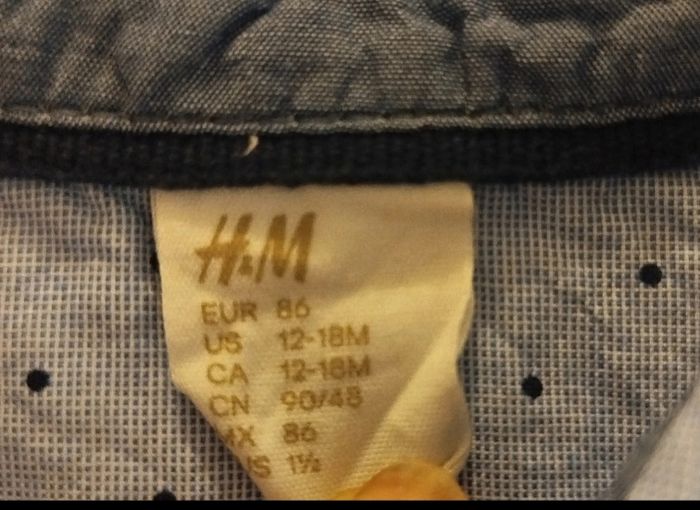 H&M
EUR 86
US 12-18M
CA 12-18M
CN 90/48
MX 86
1½